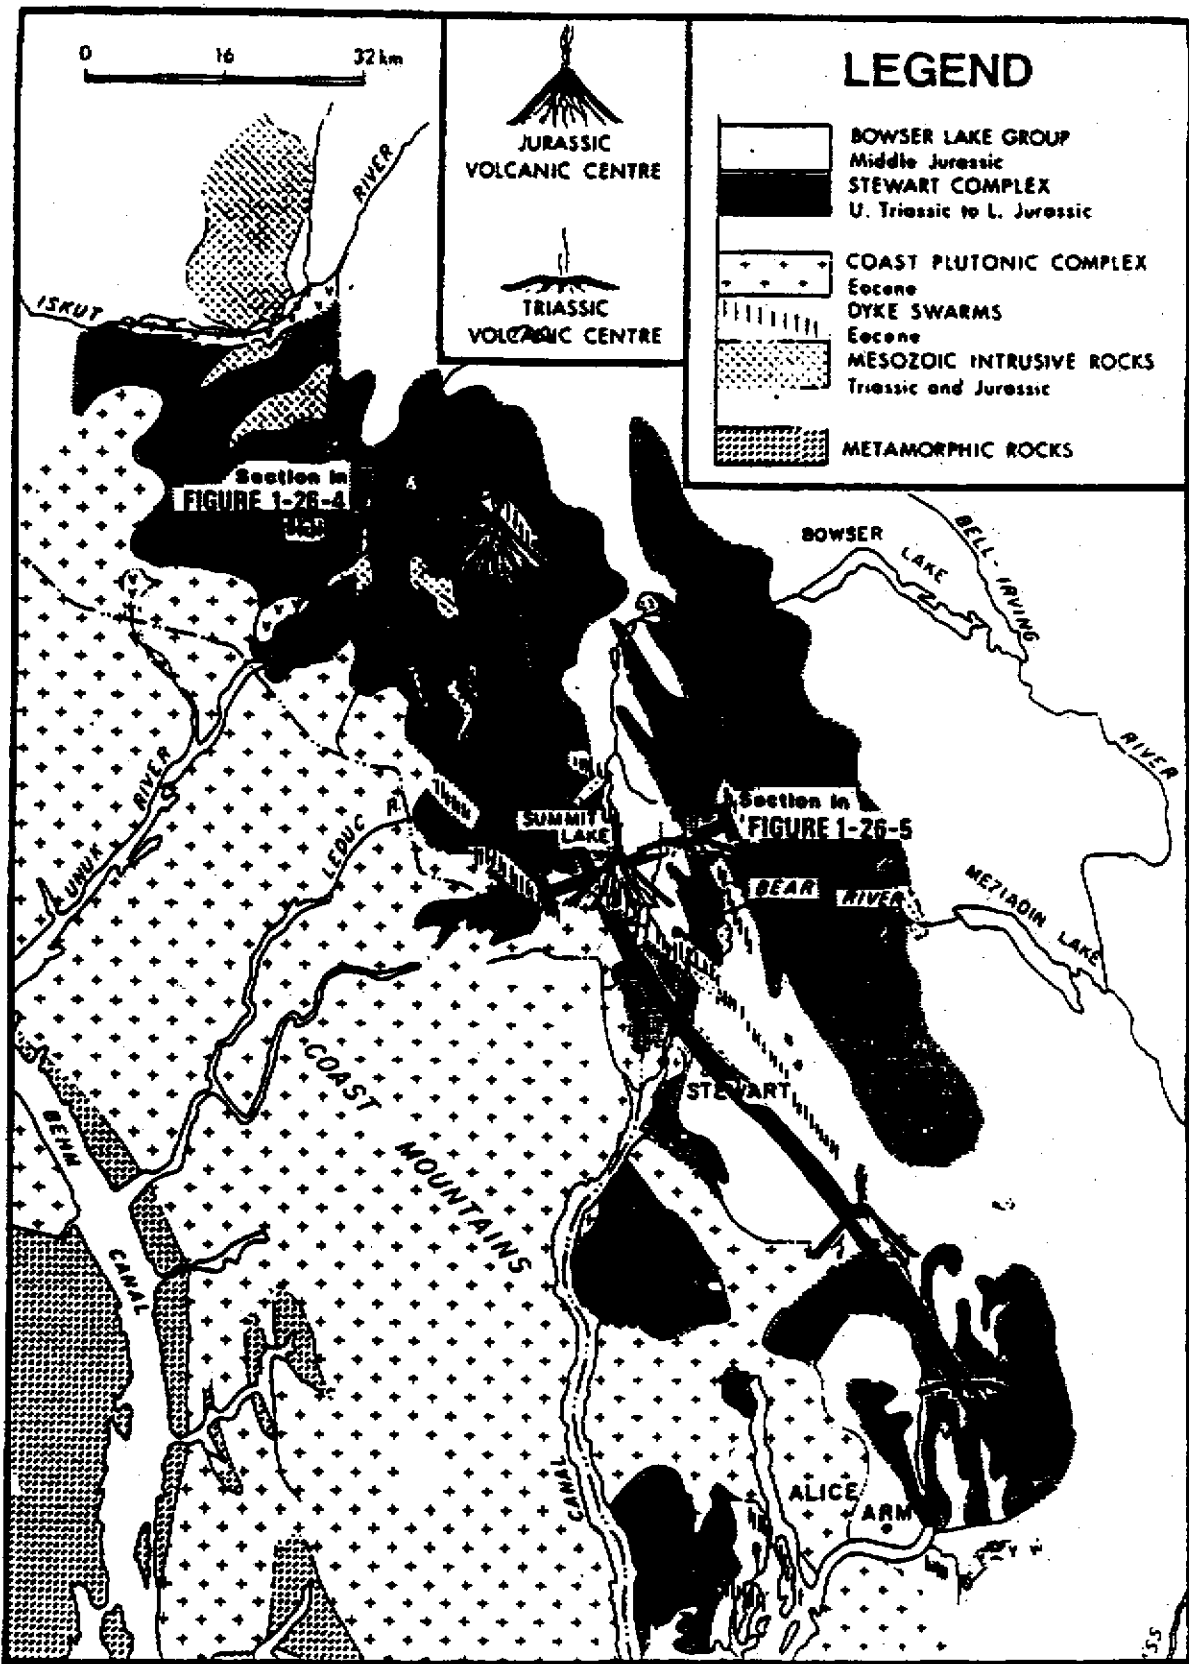 0 16 32 km
JURASSIC
VOLCANIC CENTRE
TRIASSIC
VOLCANIC CENTRE
LEGEND
BOWSER LAKE GROUP
Middle Jurassic
STEWART COMPLEX
U. Triassic to L. Jurassic
COAST PLUTONIC COMPLEX
Eocene
DYKE SWARMS
Eocene
MESOZOIC INTRUSIVE ROCKS
Triassic and Jurassic
METAMORPHIC ROCKS
RIVER
ISKUT
Section in
FIGURE 1-26-4
BOWSER
LAKE
BELL - IRVING
RIVER
UNUK
RIVER
LEDUC R.
SUMMIT
LAKE
Section in
FIGURE 1-26-5
BEAR RIVER
MEZIADIN LAKE
COAST
MOUNTAINS
STEWART
BEHM
CANAL
CANAL
ALICE
ARM